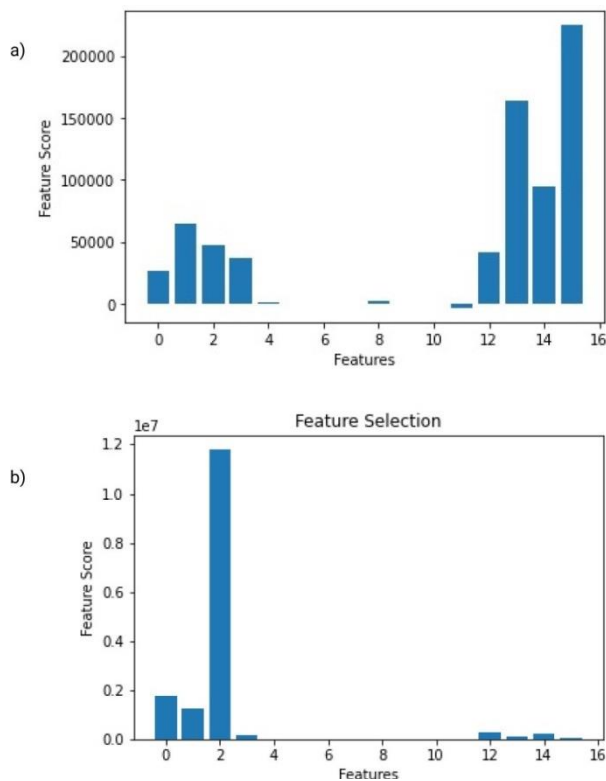 a)
200000
150000
100000
50000
0
Feature Score
0 2 4 6 8 10 12 14 16
Features
b)
Feature Selection
1e7
1.2
1.0
0.8
0.6
0.4
0.2
0.0
Feature Score
0 2 4 6 8 10 12 14 16
Features